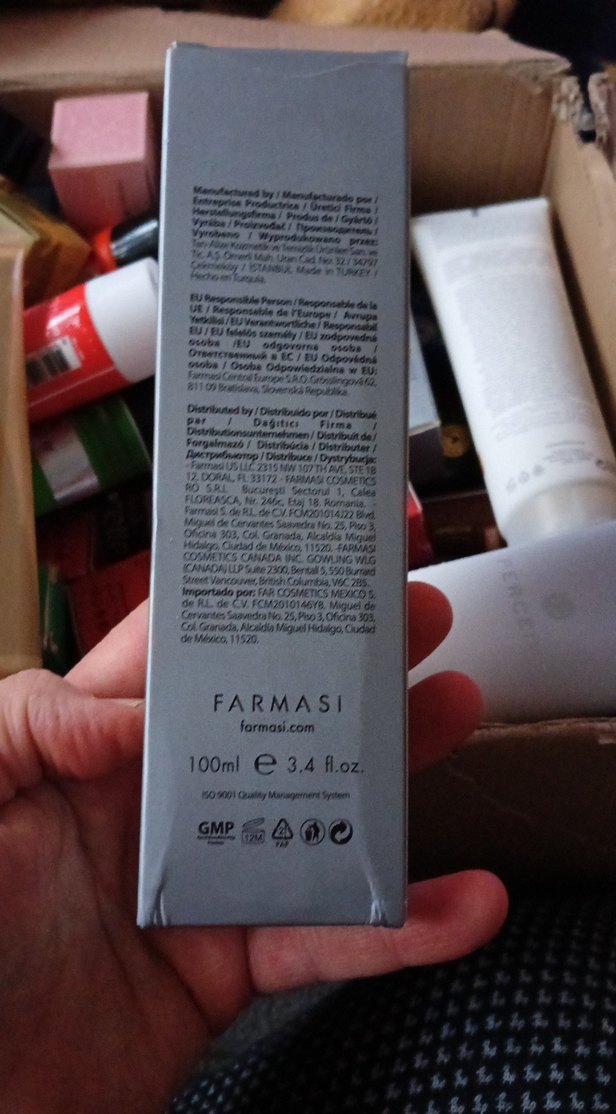 Manufactured by / Manufacturado por /
Entreprise Productrice / Üretici Firma /
Herstellungsfirma / Produs de / Gyártó /
Výrába / Proizvođač / Производитель /
Vyrobeno / Wyprodukowano przez:
Tan-Alize Kozmetik ve Temizlik Ürünleri San. ve
Tic. A.Ş. Ömerli Mah. Uran Cad. No: 32 / 34797
Çekmeköy / İSTANBUL Made in TURKEY /
Hecho en Turquía.
EU Responsible Person / Responsable de la
UE / Responsable de l'Europe / Avrupa
Yetkilisi / EU Verantwortliche / Responsabil
EU / EU felelős személy / EU zodpovedná
osoba /EU odgovorna osoba /
Ответственный в ЕС / EU Odpovědná
osoba / Osoba Odpowiedzialna w EU:
Farmasi Central Europe S.R.O. Grösslingová 62,
811 09 Bratislava, Slovenská Republika.
Distributed by / Distribuido por / Distribué
par / Dağıtıcı Firma /
Distributionsunternehmen / Distribuit de /
Forgalmazó / Distribúcia / Distributer /
Дистрибьютор / Distribuce / Dystrybucja:
- Farmasi US LLC. 2315 NW 107 TH AVE. STE 1B
12, DORAL, FL 33172 - FARMASI COSMETICS
RO S.R.L. București Sectorul 1, Calea
FLOREASCA, Nr. 246c, Etaj 18. Romania. -
Farmasi S. de R.L. de C.V. FCM201014J22 Blvd.
Miguel de Cervantes Saavedra No. 25, Piso 3,
Oficina 303, Col. Granada, Alcaldía Miguel
Hidalgo, Ciudad de México, 11520. -FARMASI
COSMETICS CANADA INC. GOWLING WLG
(CANADA) LLP Suite 2300, Bentall 5, 550 Burrard
Street Vancouver, British Columbia, V6C 2B5.
Importado por: FAR COSMETICS MEXICO S.
de R.L. de C.V. FCM2010146Y8. Miguel de
Cervantes Saavedra No. 25, Piso 3, Oficina 303,
Col. Granada, Alcaldía Miguel Hidalgo, Ciudad
de México, 11520.
FARMASI
farmasi.com
100ml e 3.4 fl.oz.
ISO 9001 Quality Management System
GMP
12M
21
PAP